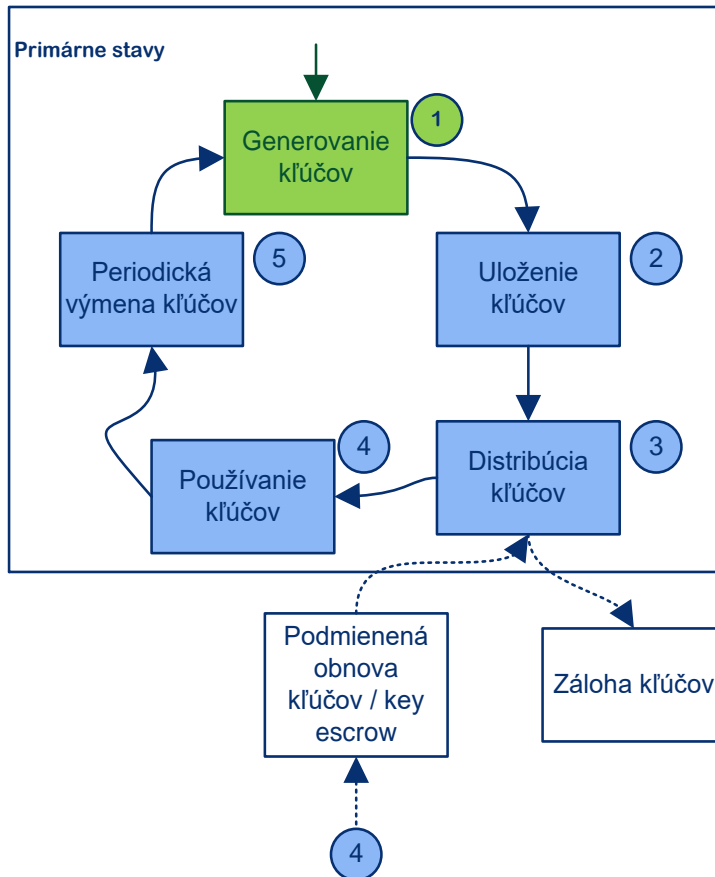 Primárne stavy
1
Generovanie
kľúčov
5
Periodická
výmena kľúčov
2
Uloženie
kľúčov
4
Používanie
kľúčov
3
Distribúcia
kľúčov
Podmienená
obnova
kľúčov / key
escrow
Záloha kľúčov
4